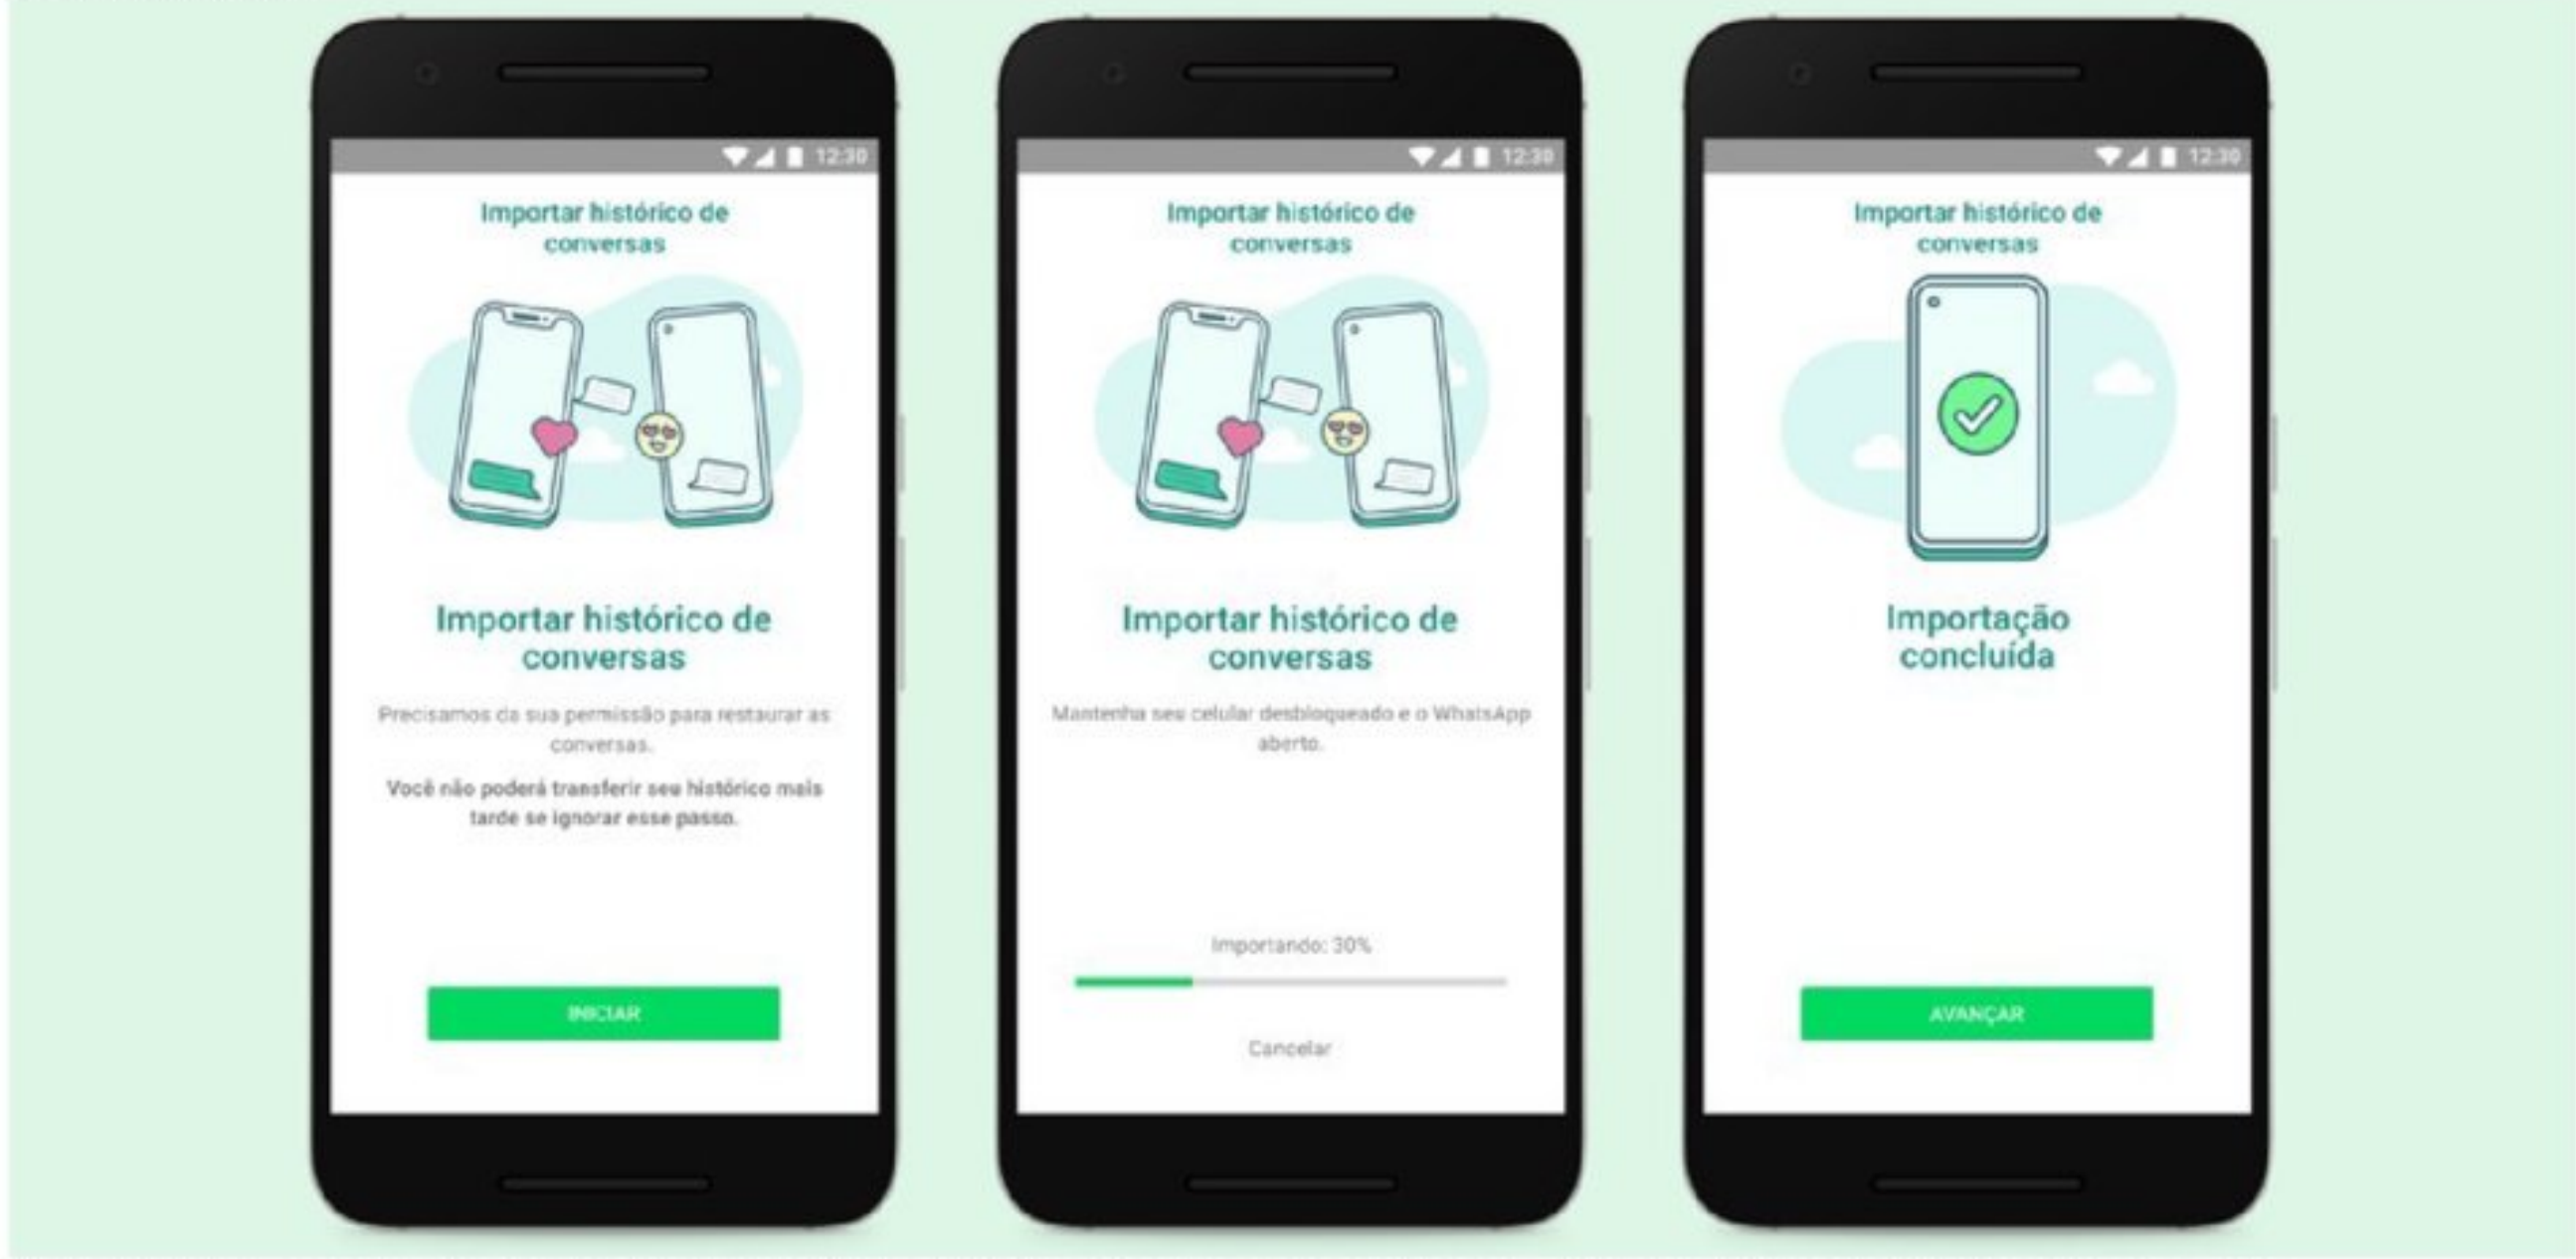 12:30
Importar histórico de
conversas
Importar histórico de
conversas
Precisamos da sua permissão para restaurar as
conversas.
Você não poderá transferir seu histórico mais
tarde se ignorar esse passo.
INICIAR
12:30
Importar histórico de
conversas
Importar histórico de
conversas
Mantenha seu celular desbloqueado e o WhatsApp
aberto.
Importando: 30%
Cancelar
12:30
Importar histórico de
conversas
Importação
concluída
AVANÇAR